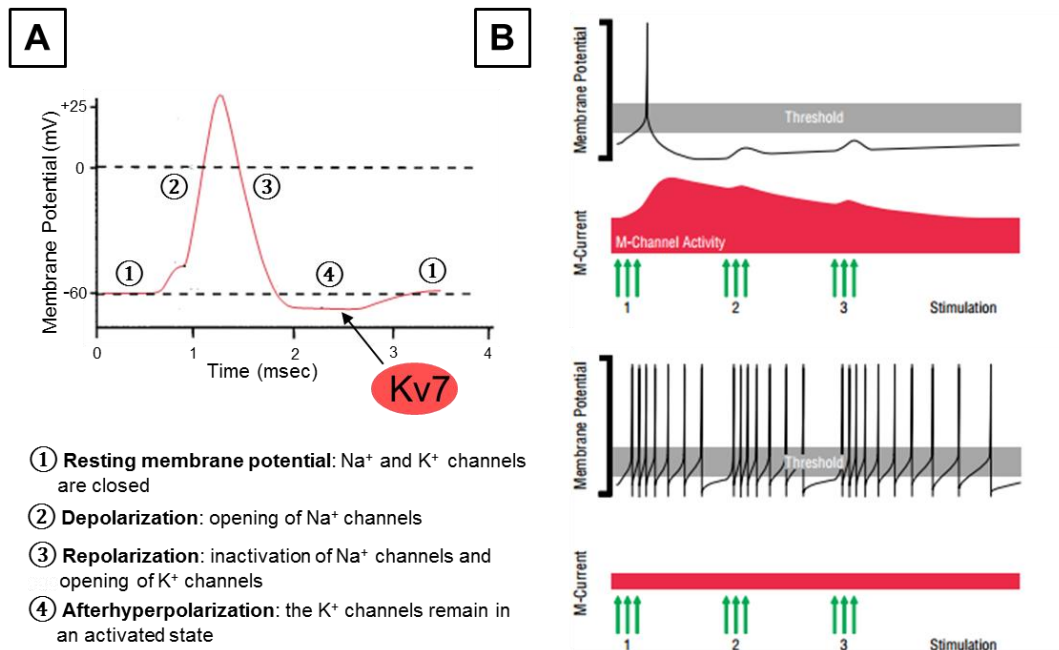 A
Membrane Potential (mV)
+25
0
-60
①
②
③
④
①
0
1
2
3
4
Time (msec)
Kv7
① Resting membrane potential: Na⁺ and K⁺ channels
are closed
② Depolarization: opening of Na⁺ channels
③ Repolarization: inactivation of Na⁺ channels and
opening of K⁺ channels
④ Afterhyperpolarization: the K⁺ channels remain in
an activated state
B
Membrane Potential
Threshold
M-Current
M-Channel Activity
1
2
3
Stimulation
Membrane Potential
Threshold
M-Current
1
2
3
Stimulation